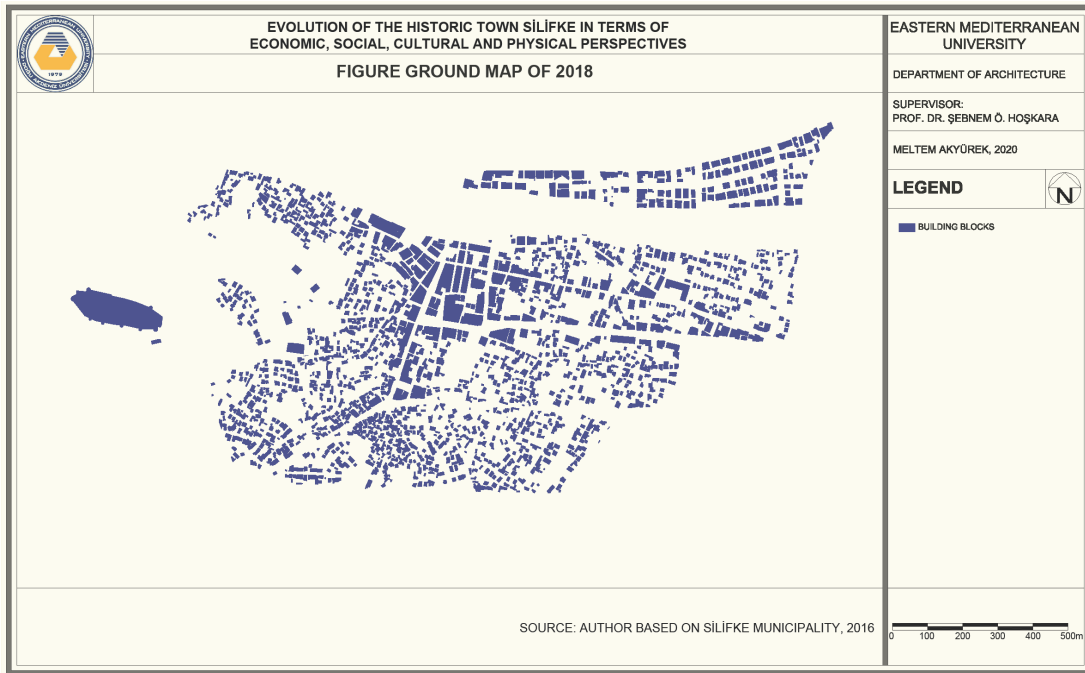 EVOLUTION OF THE HISTORIC TOWN SİLİFKE IN TERMS OF
ECONOMIC, SOCIAL, CULTURAL AND PHYSICAL PERSPECTIVES
FIGURE GROUND MAP OF 2018
EASTERN MEDITERRANEAN
UNIVERSITY
DEPARTMENT OF ARCHITECTURE
SUPERVISOR:
PROF. DR. ŞEBNEM Ö. HOŞKARA
MELTEM AKYÜREK, 2020
LEGEND
N
BUILDING BLOCKS
SOURCE: AUTHOR BASED ON SİLİFKE MUNICIPALITY, 2016
0 100 200 300 400 500m
1979